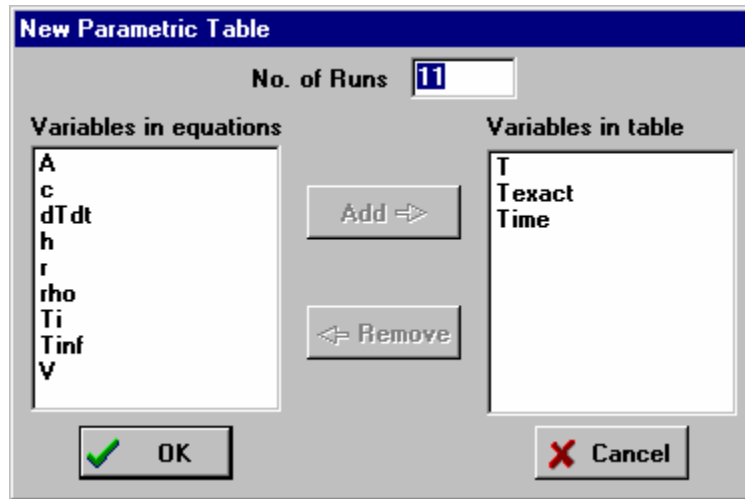 New Parametric Table
No. of Runs 11
Variables in equations
A
c
dTdt
h
r
rho
Ti
Tinf
V
Add
Remove
Variables in table
T
Texact
Time
OK
Cancel